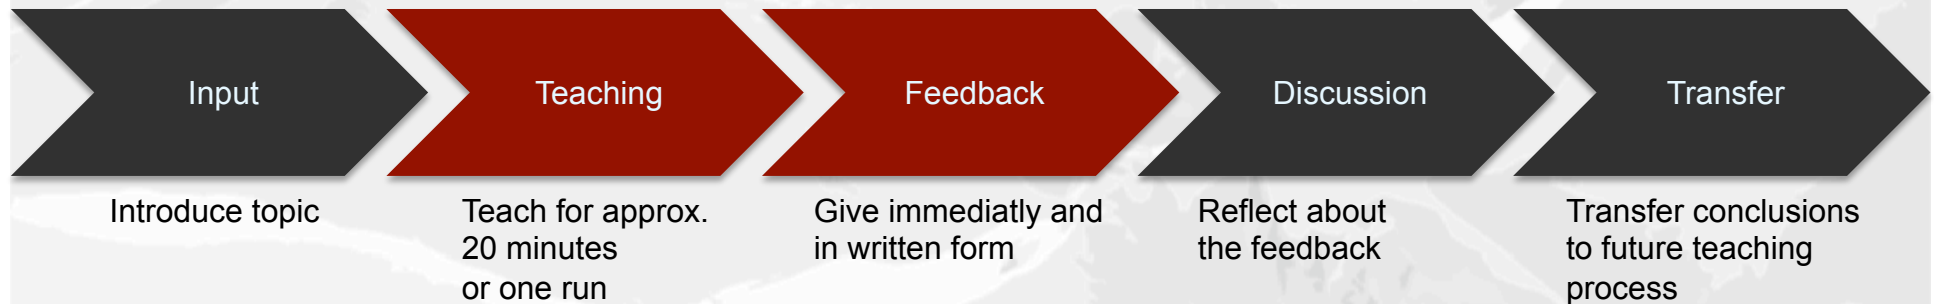 Input
Teaching
Feedback
Discussion
Transfer
Introduce topic
Teach for approx.
20 minutes
or one run
Give immediatly and
in written form
Reflect about
the feedback
Transfer conclusions
to future teaching
process